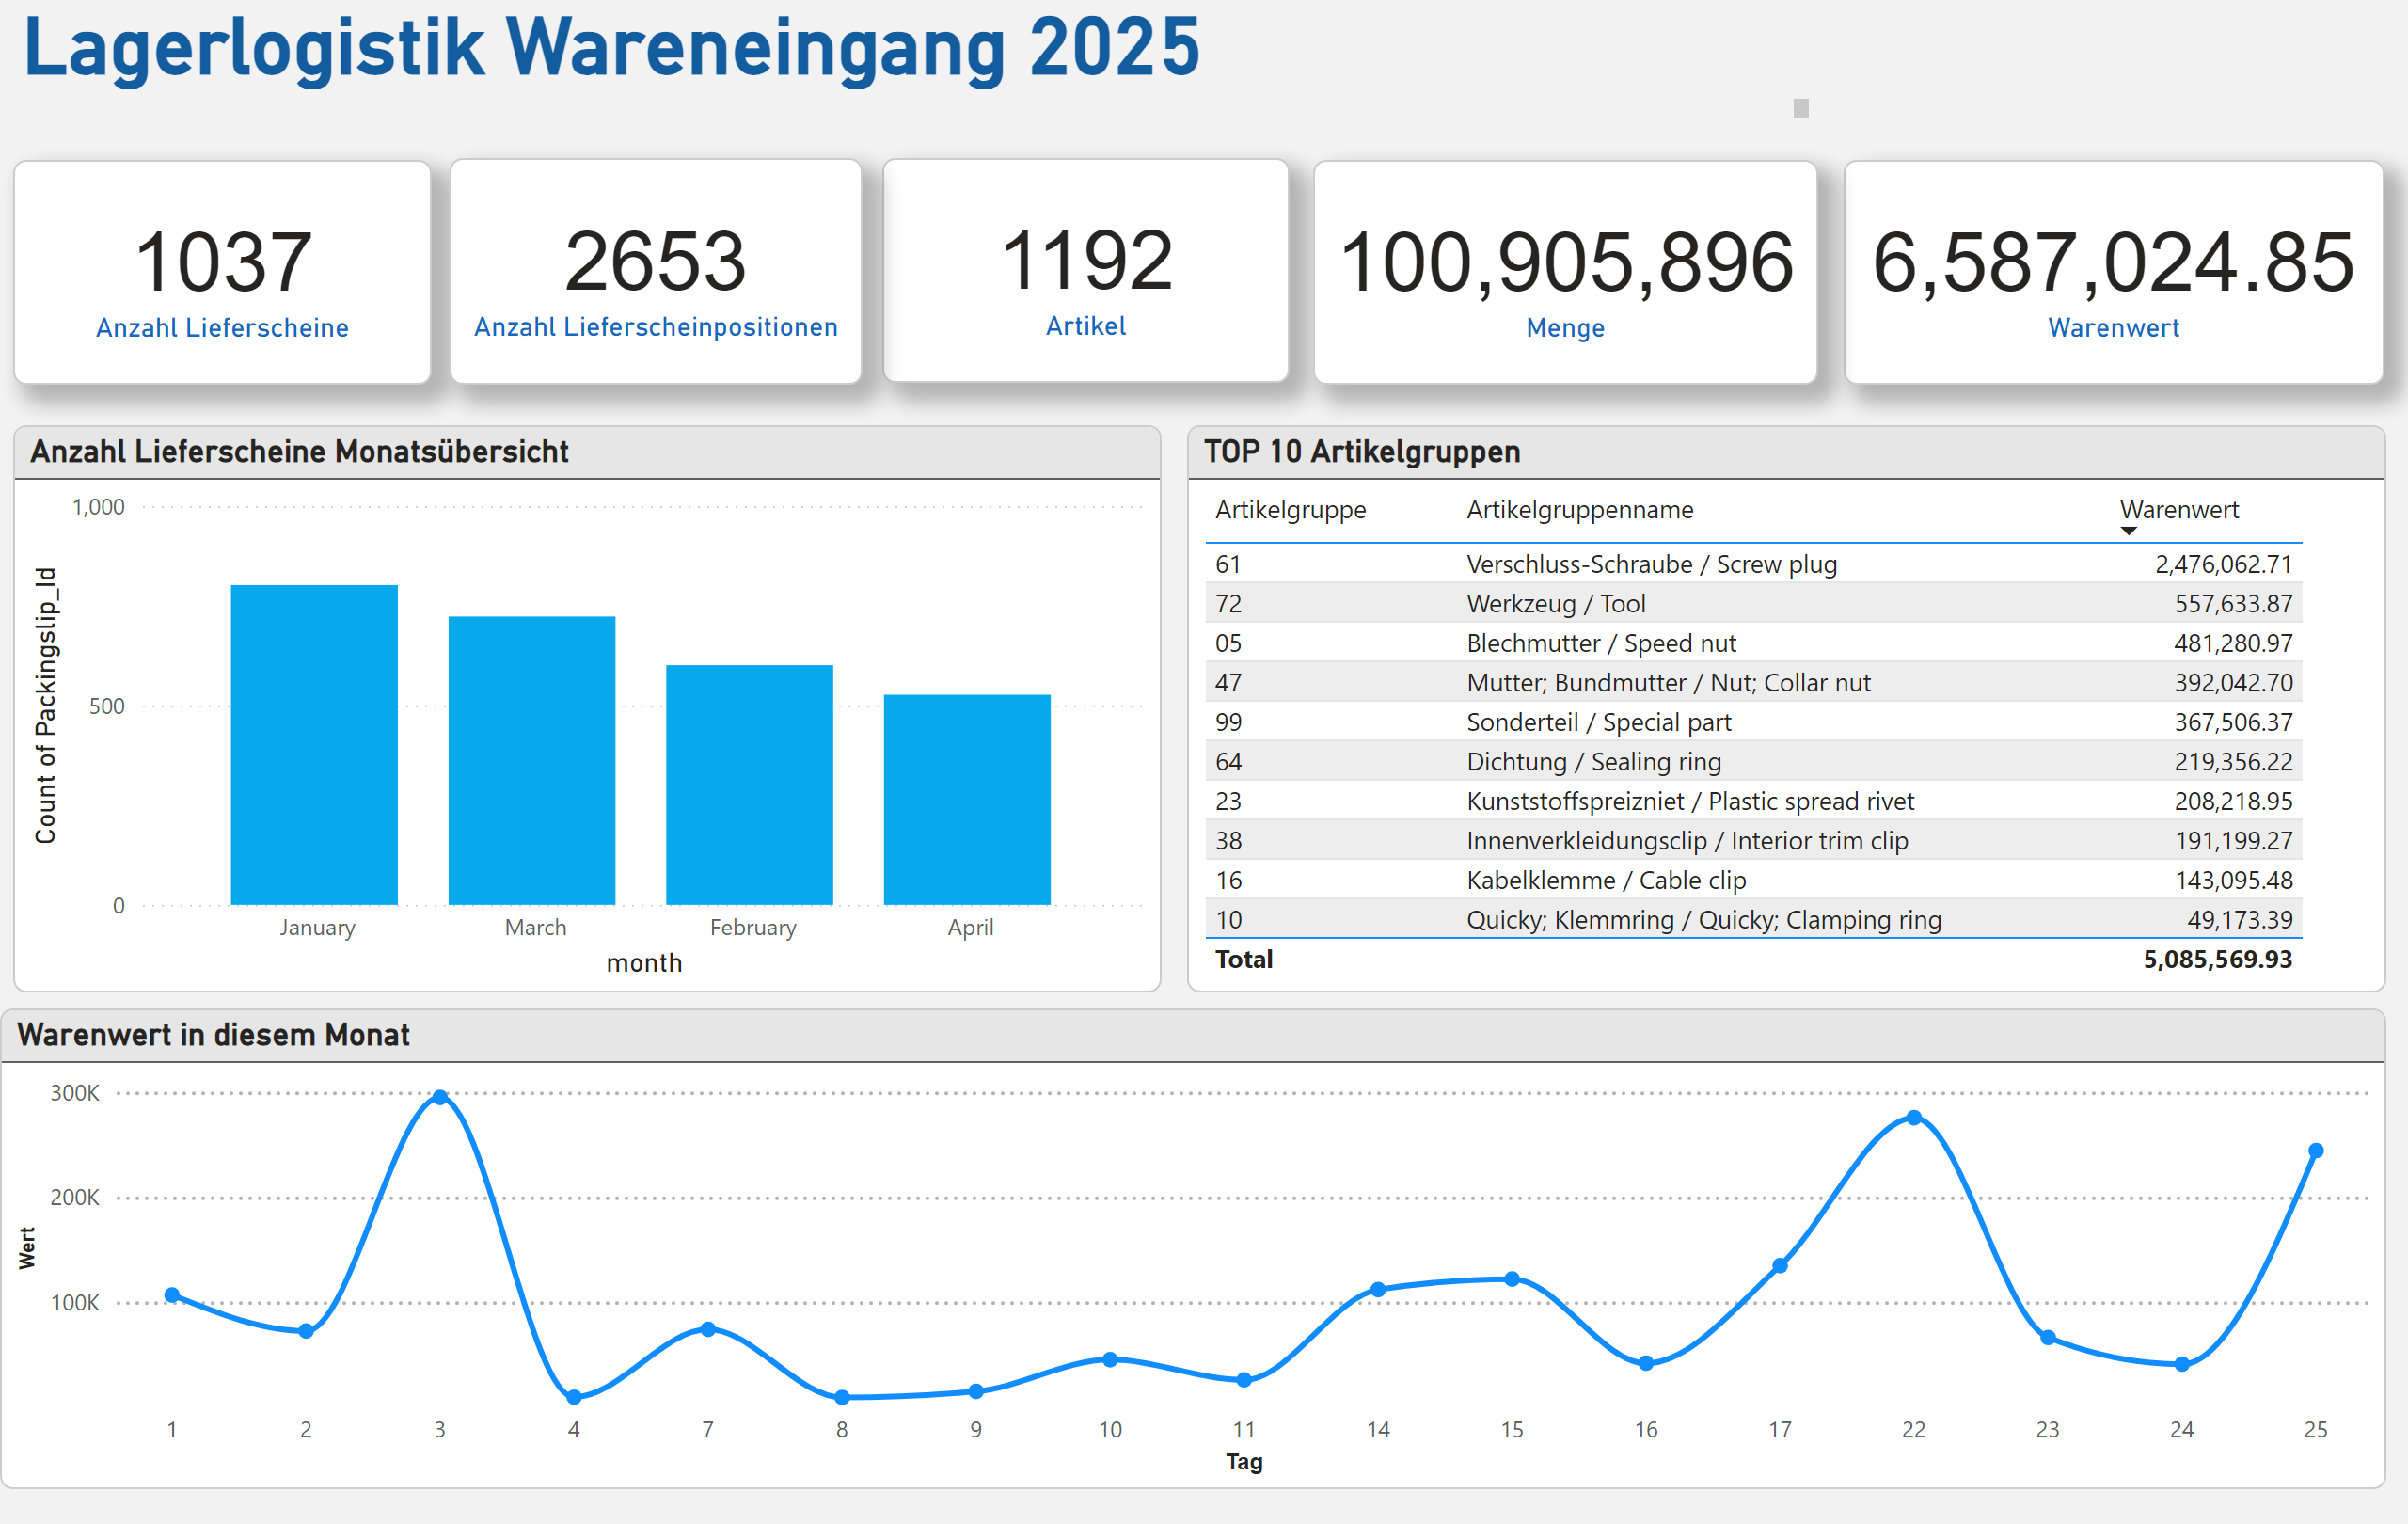 Lagerlogistik Wareneingang 2025
1037
Anzahl Lieferscheine
2653
Anzahl Lieferscheinpositionen
1192
Artikel
100,905,896
Menge
6,587,024.85
Warenwert
Anzahl Lieferscheine Monatsübersicht
1,000
500
0
Count of Packingslip_Id
January March February April
month
TOP 10 Artikelgruppen
Artikelgruppe Artikelgruppenname Warenwert
61 Verschluss-Schraube / Screw plug 2,476,062.71
72 Werkzeug / Tool 557,633.87
05 Blechmutter / Speed nut 481,280.97
47 Mutter; Bundmutter / Nut; Collar nut 392,042.70
99 Sonderteil / Special part 367,506.37
64 Dichtung / Sealing ring 219,356.22
23 Kunststoffspreizniet / Plastic spread rivet 208,218.95
38 Innenverkleidungsclip / Interior trim clip 191,199.27
16 Kabelklemme / Cable clip 143,095.48
10 Quicky; Klemmring / Quicky; Clamping ring 49,173.39
Total 5,085,569.93
Warenwert in diesem Monat
300K
200K
100K
Wert
1 2 3 4 7 8 9 10 11 14 15 16 17 22 23 24 25
Tag